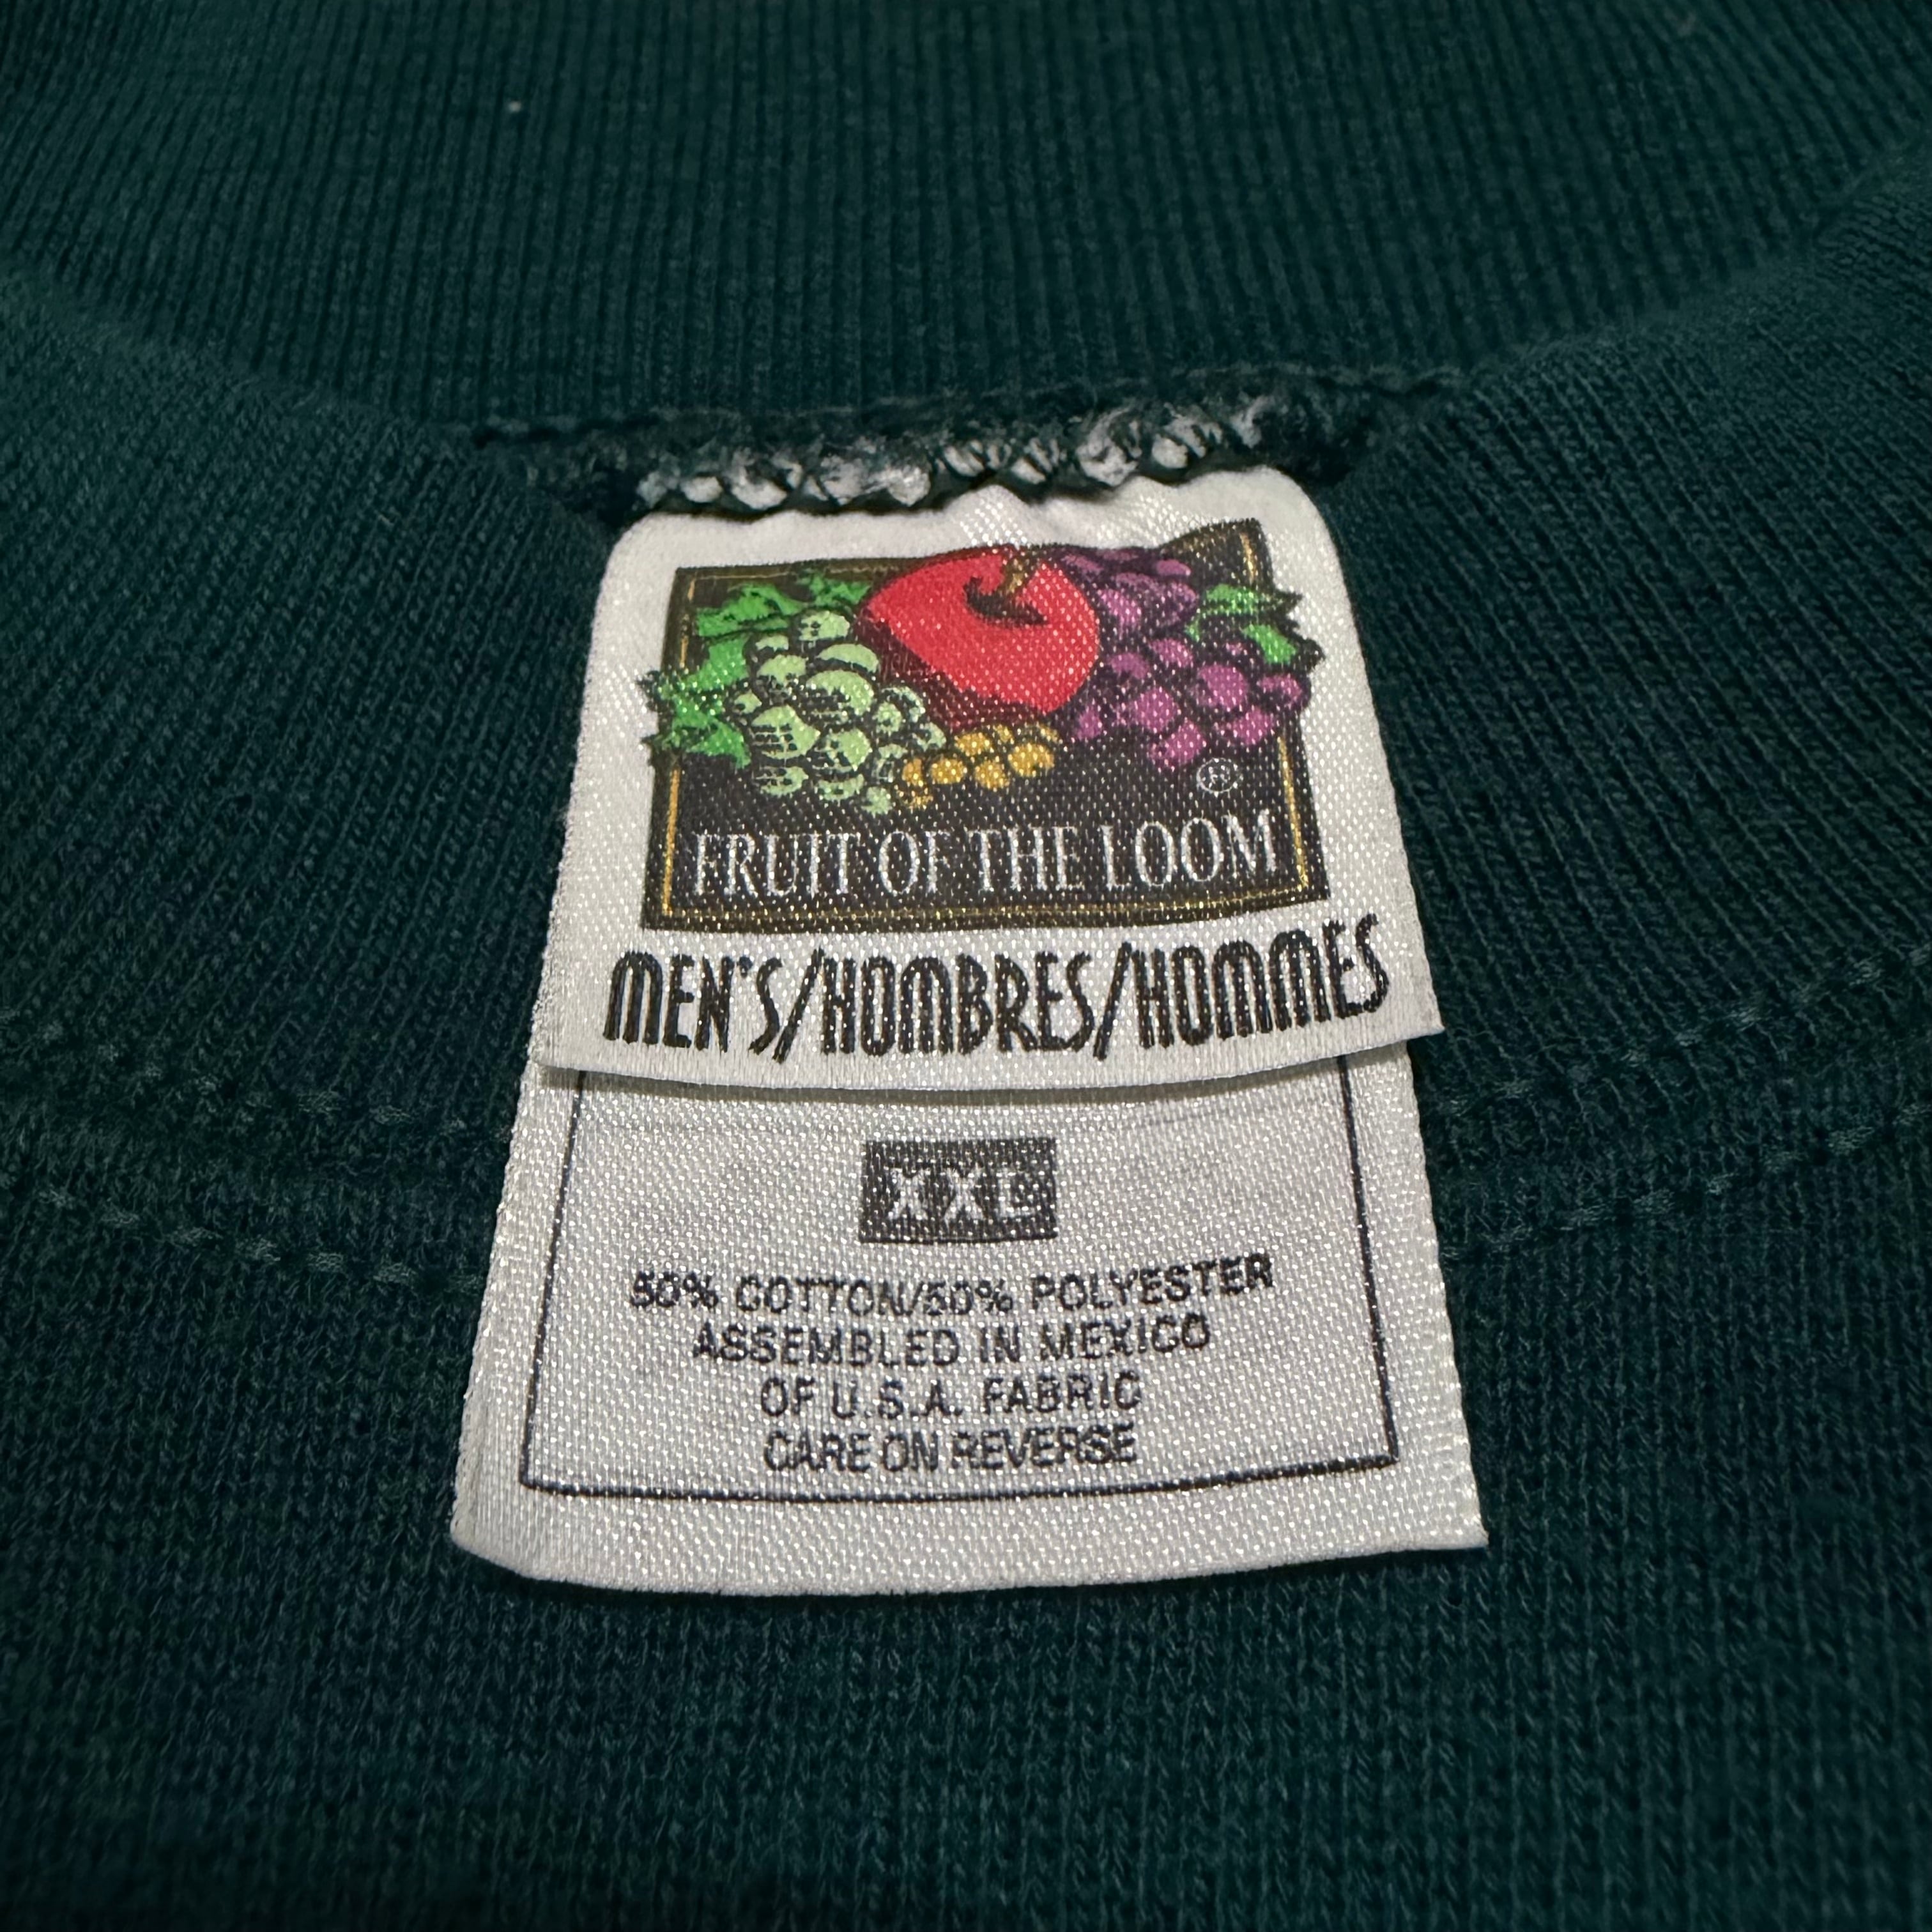 FRUIT OF THE LOOM ®
MEN'S/HOMBRES/HOMMES
XXL
50% COTTON/50% POLYESTER
ASSEMBLED IN MEXICO
OF U.S.A. FABRIC
CARE ON REVERSE